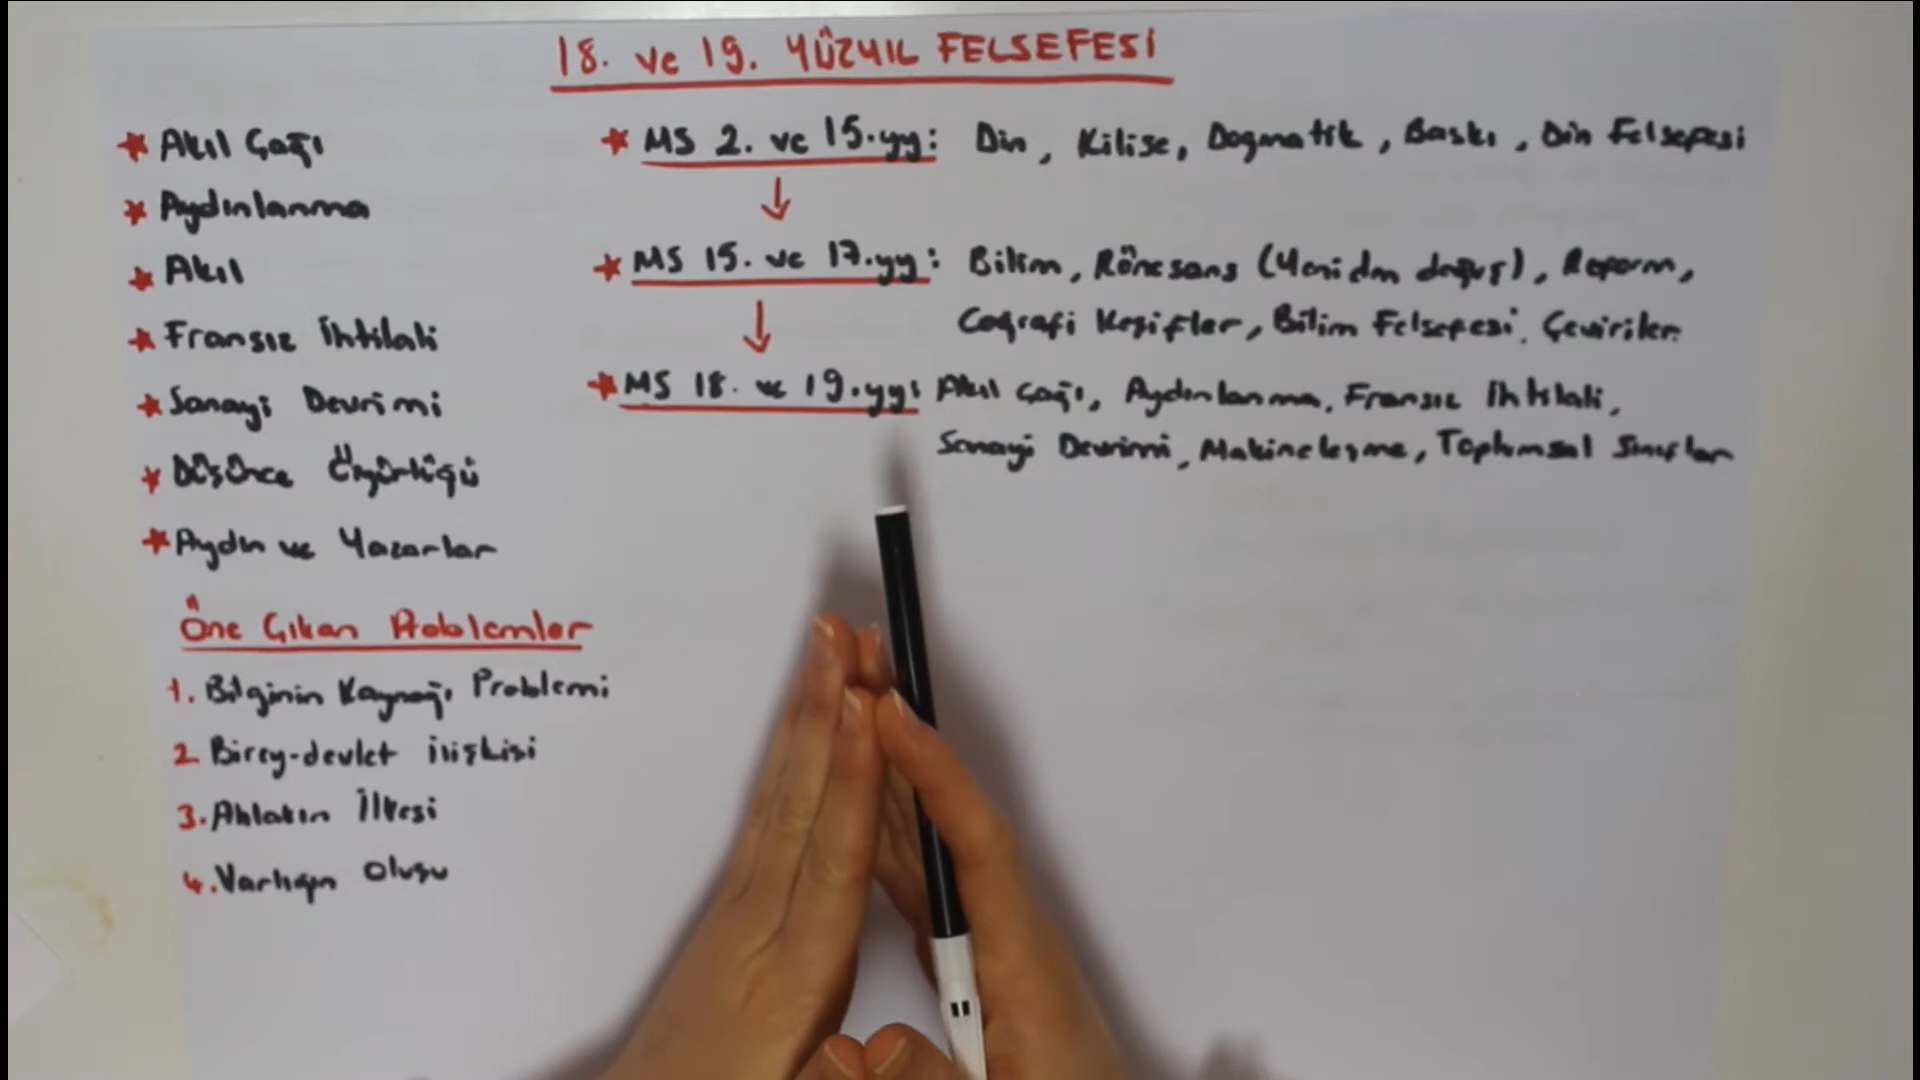 18. ve 19. YÜZYIL FELSEFESİ
★ Akıl Çağı
★ Aydınlanma
★ Akıl
★ Fransız İhtilali
★ Sanayi Devrimi
★ Düşünce Özgürlüğü
★ Aydın ve Yazarlar
Öne Çıkan Problemler
1. Bilginin Kaynağı Problemi
2 Birey-devlet ilişkisi
3. Ahlakın İlkesi
4. Varlığın Oluşu
★ MS 2. ve 15.yy: Din, Kilise, Dogmatik, Baskı, Din Felsefesi
↓
★ MS 15. ve 17.yy: Bilim, Rönesans (Yeniden doğuş), Reform,
Coğrafi Keşifler, Bilim Felsefesi, Çeviriler
↓
★ MS 18. ve 19.yy: Akıl Çağı, Aydınlanma, Fransız İhtilali,
Sanayi Devrimi, Makineleşme, Toplumsal Sınıflar